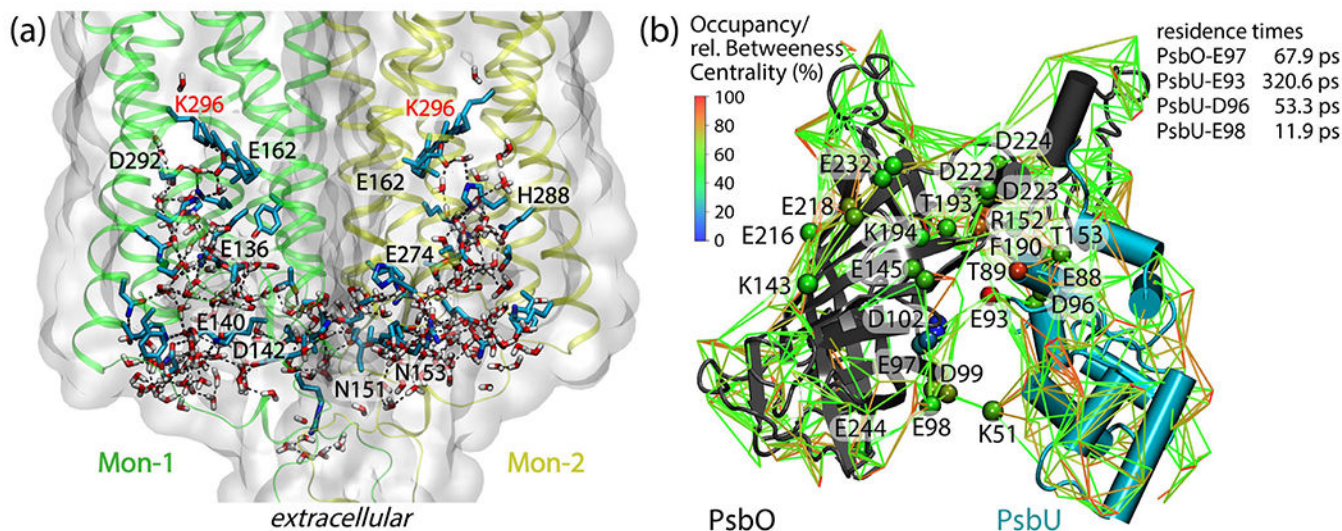 (a)
K296
K296
D292
E162
E162
H288
E136
E274
E140
D142
N151
N153
Mon-1
Mon-2
extracellular
(b)
Occupancy/
rel. Betweeness
Centrality (%)
100
80
60
40
20
0
residence times
PsbO-E97 67.9 ps
PsbU-E93 320.6 ps
PsbU-D96 53.3 ps
PsbU-E98 11.9 ps
D224
E232
D222
D223
E218
T193
R152
T153
E216
K194
F190
E145
T89
E88
K143
D96
D102
E93
E97
D99
E244
E98
K51
PsbO
PsbU